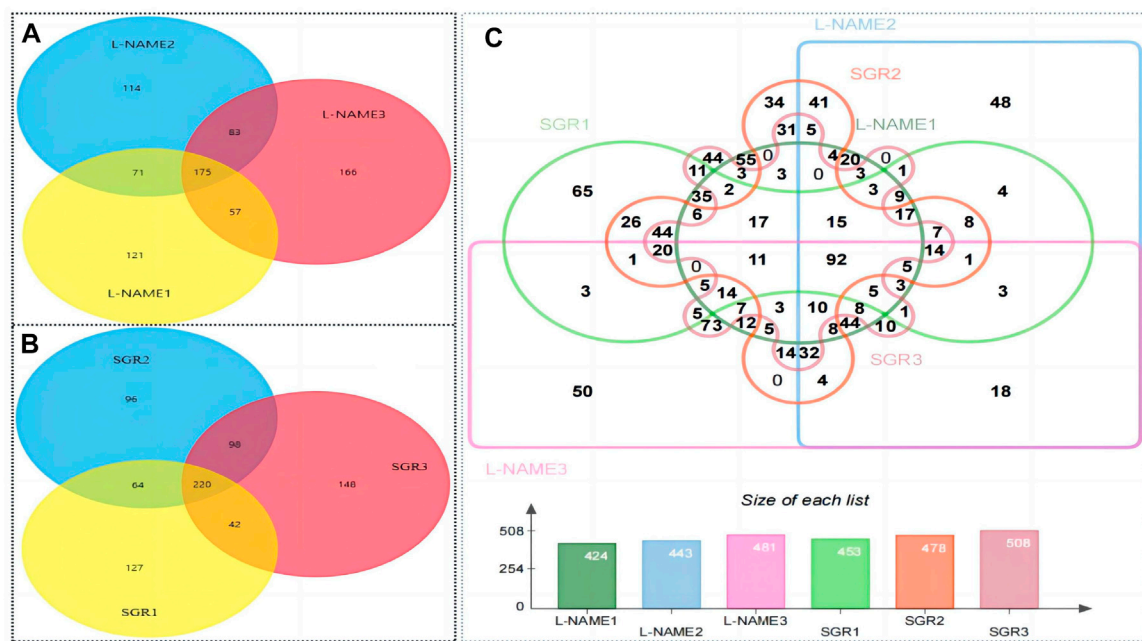 A
L-NAME2
114
83
L-NAME3
71
175
166
57
121
L-NAME1
B
SGR2
96
98
SGR3
64
220
148
42
127
SGR1
C
L-NAME2
SGR2
34 41
48
SGR1
31 5
L-NAME1
44 55 0 4 20 0
11 3 3 0 3 1
65 35 2 3 9 4
26 6 17 15 17 8
44 7
20 11 92 14
1 0 5 1
3 5 14 5 3 3
5 7 3 10 8 1
73 12 5 8 44 10
14 32 SGR3
50 0 4 18
L-NAME3
Size of each list
508
254
0
424 443 481 453 478 508
L-NAME1 L-NAME2 L-NAME3 SGR1 SGR2 SGR3